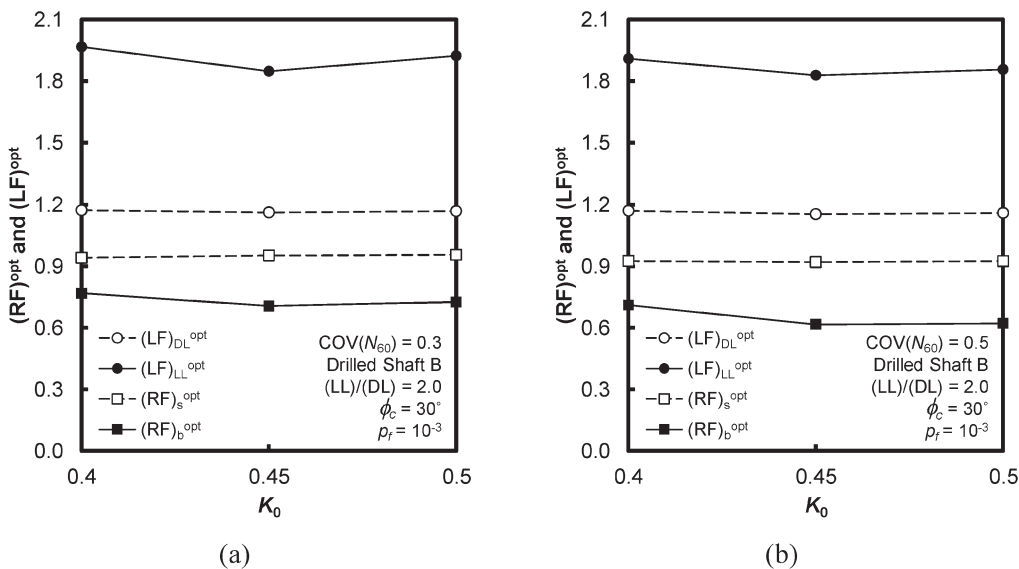 (RF)opt and (LF)opt
2.1
1.8
1.5
1.2
0.9
0.6
0.3
0.0
(LF)DLopt
(LF)LLopt
(RF)sopt
(RF)bopt
COV(N60) = 0.3
Drilled Shaft B
(LL)/(DL) = 2.0
ϕc = 30°
pf = 10-3
0.4 0.45 0.5
K0
(a)
(RF)opt and (LF)opt
2.1
1.8
1.5
1.2
0.9
0.6
0.3
0.0
(LF)DLopt
(LF)LLopt
(RF)sopt
(RF)bopt
COV(N60) = 0.5
Drilled Shaft B
(LL)/(DL) = 2.0
ϕc = 30°
pf = 10-3
0.4 0.45 0.5
K0
(b)